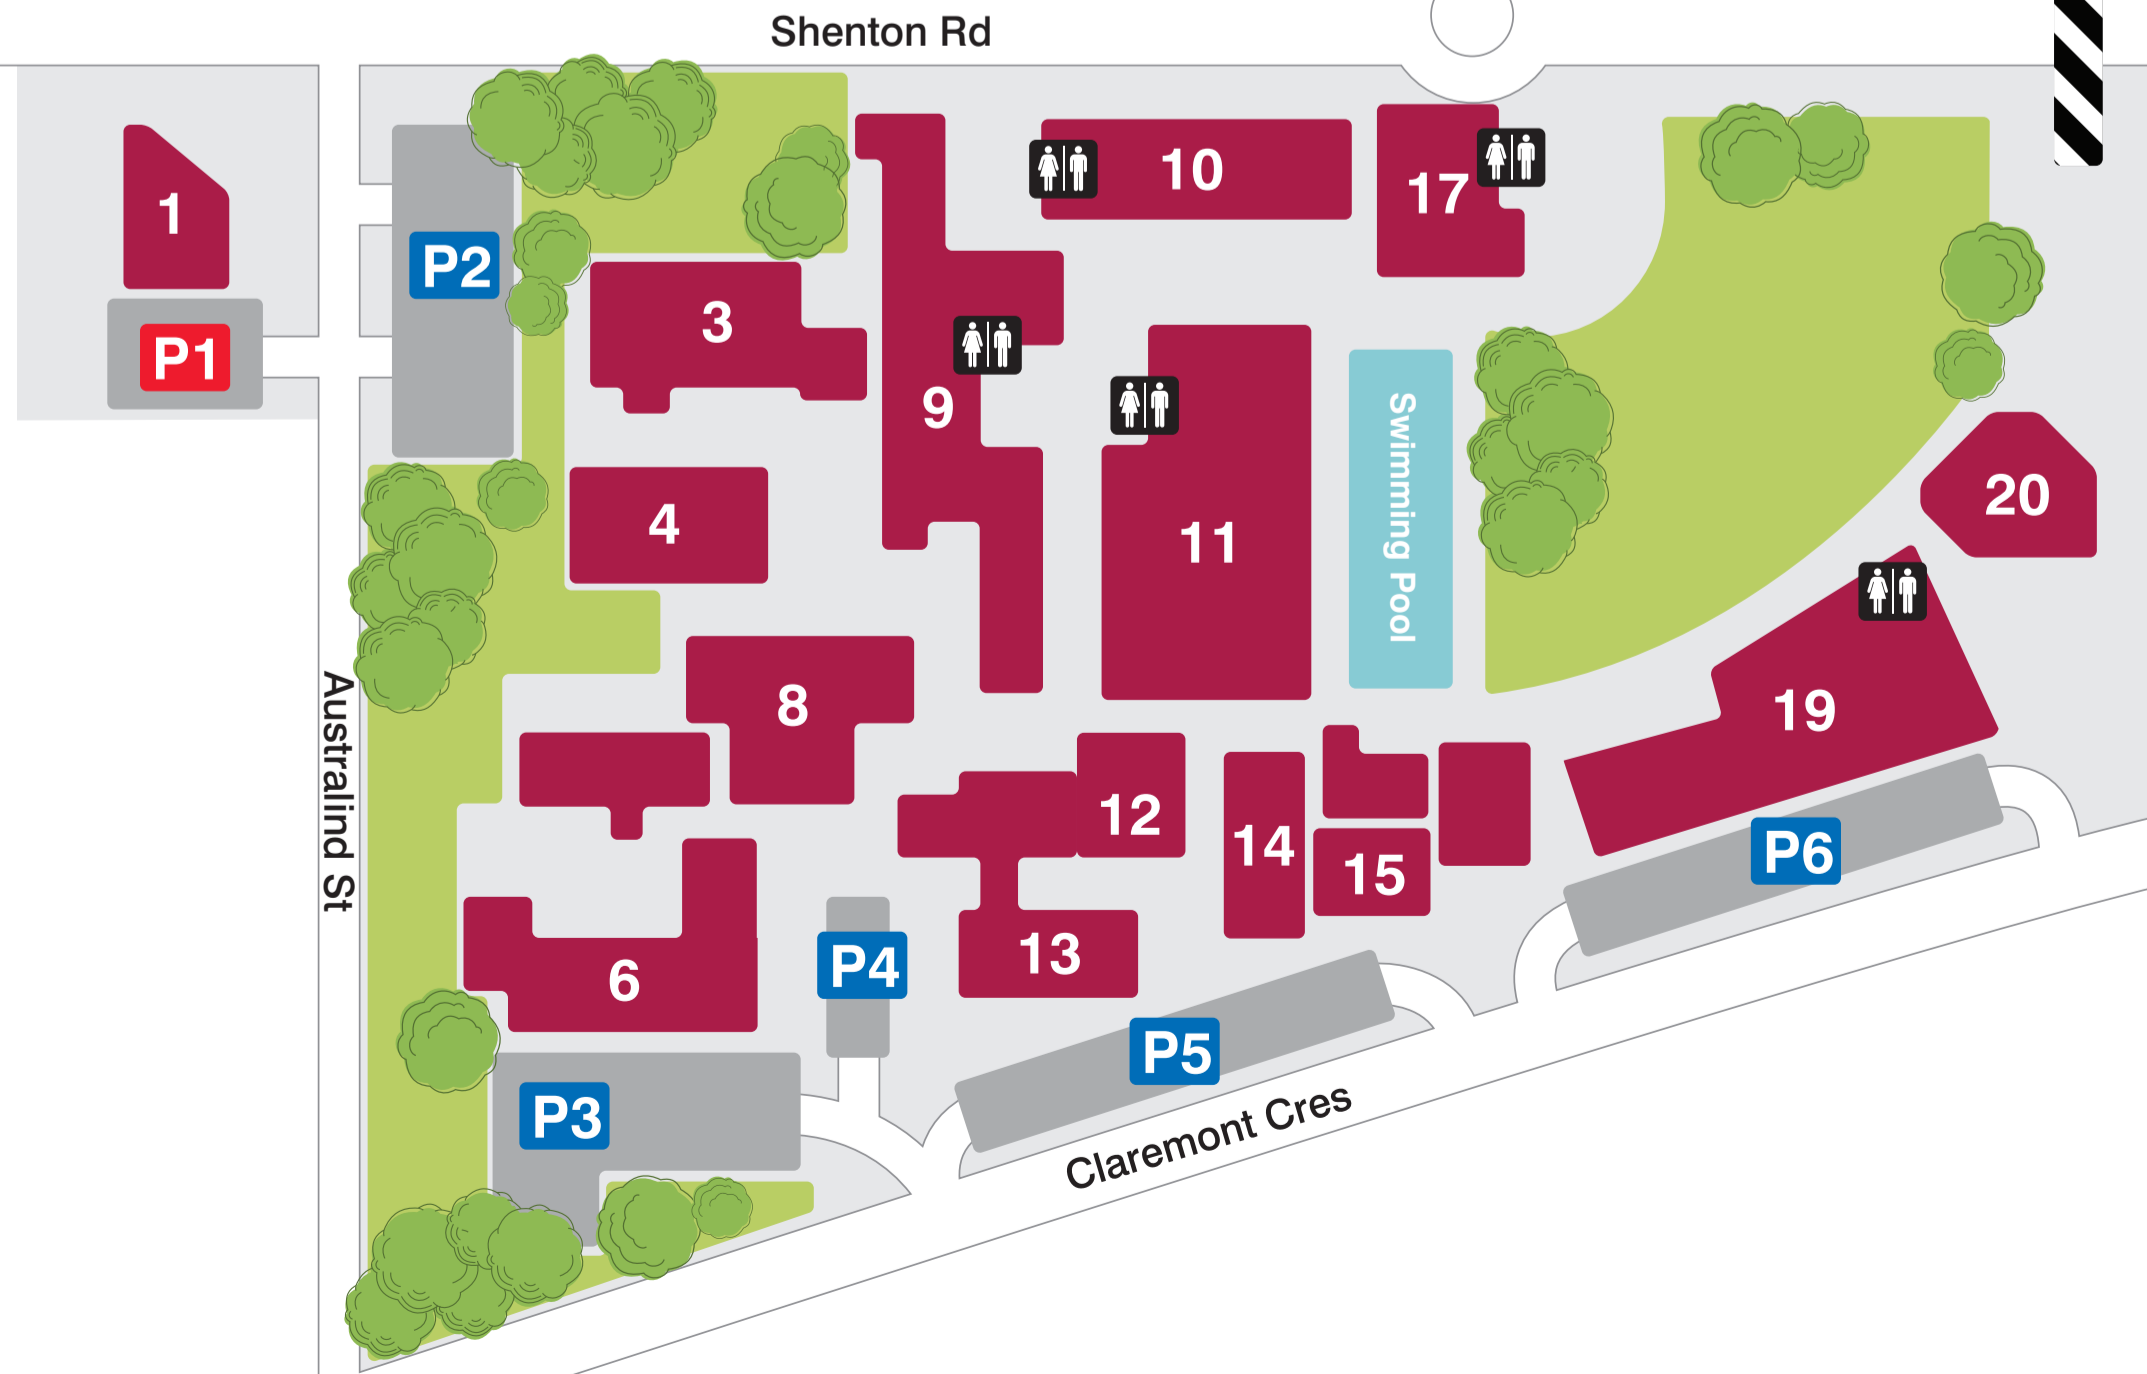 Shenton Rd
1
P1
P2
3
4
9
10
17
11
Swimming Pool
20
8
19
12
14
15
6
P4
13
P6
P5
P3
Australind St
Claremont Cres